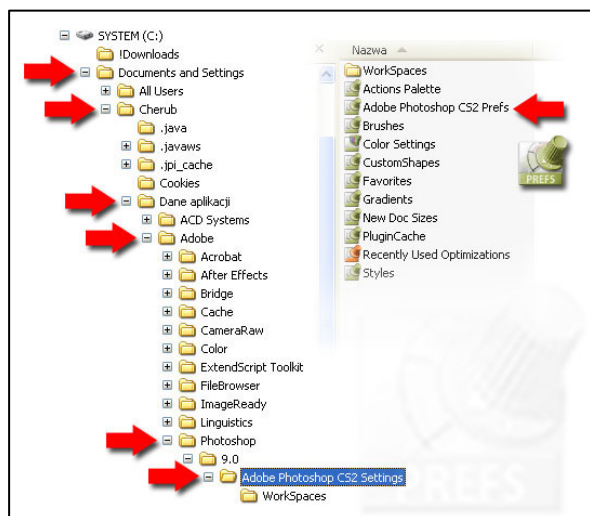 SYSTEM (C:)
!Downloads
Documents and Settings
All Users
Cherub
.java
.javaws
.jpi_cache
Cookies
Dane aplikacji
ACD Systems
Adobe
Acrobat
After Effects
Bridge
Cache
CameraRaw
Color
ExtendScript Toolkit
FileBrowser
ImageReady
Linguistics
Photoshop
9.0
Adobe Photoshop CS2 Settings
WorkSpaces
Nazwa
WorkSpaces
Actions Palette
Adobe Photoshop CS2 Prefs
Brushes
Color Settings
CustomShapes
Favorites
Gradients
New Doc Sizes
PluginCache
Recently Used Optimizations
Styles
PREFS
PREFS